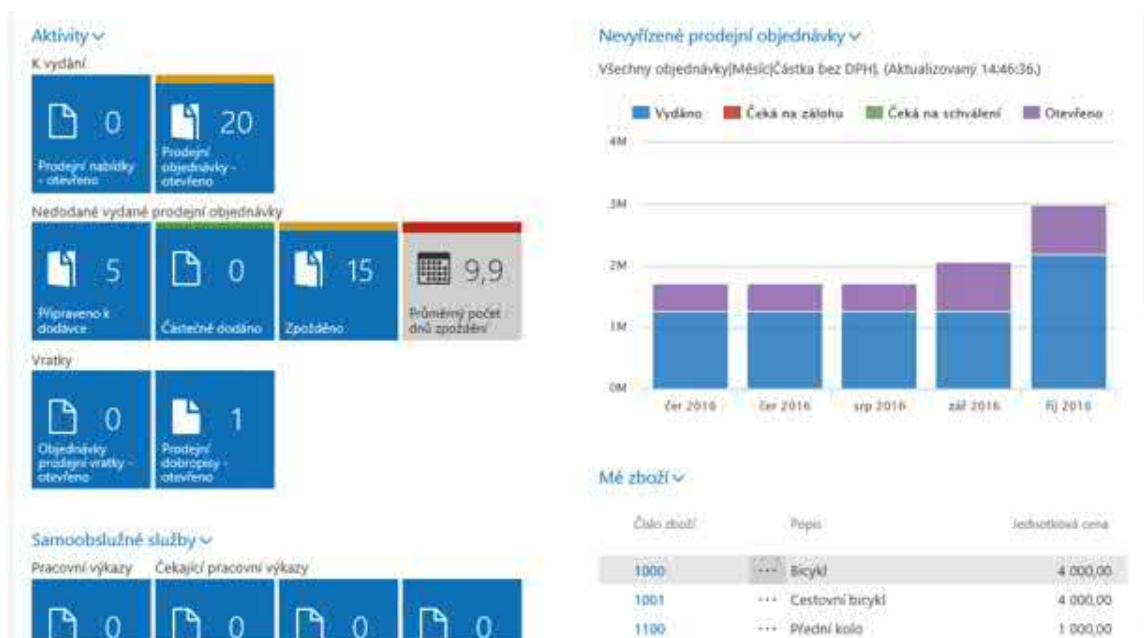 Aktivity
K vydání
0
Prodejní nabídky
- otevřeno
20
Prodejní
objednávky -
otevřeno
Nedodané vydané prodejní objednávky
5
Připraveno k
dodávce
0
Částečně dodáno
15
Zpožděno
9,9
Průměrný počet
dnů zpoždění
Vratky
0
Objednávky
prodejní vratky -
otevřeno
1
Prodejní
dobropisy -
otevřeno
Samoobslužné služby
Pracovní výkazy Čekající pracovní výkazy
0 0 0 0
Nevyřízené prodejní objednávky
Všechny objednávky|Měsíc|Částka bez DPH|. (Aktualizovaný 14:46:36.)
Vydáno Čeká na zálohu Čeká na schválení Otevřeno
4M
3M
2M
1M
0M
čer 2016 čer 2016 srp 2016 zář 2016 říj 2016
Mé zboží
Číslo zboží Popis Jednotková cena
1000 ··· Bicykl 4 000,00
1001 ··· Cestovní bicykl 4 000,00
1100 ··· Přední kolo 1 000,00